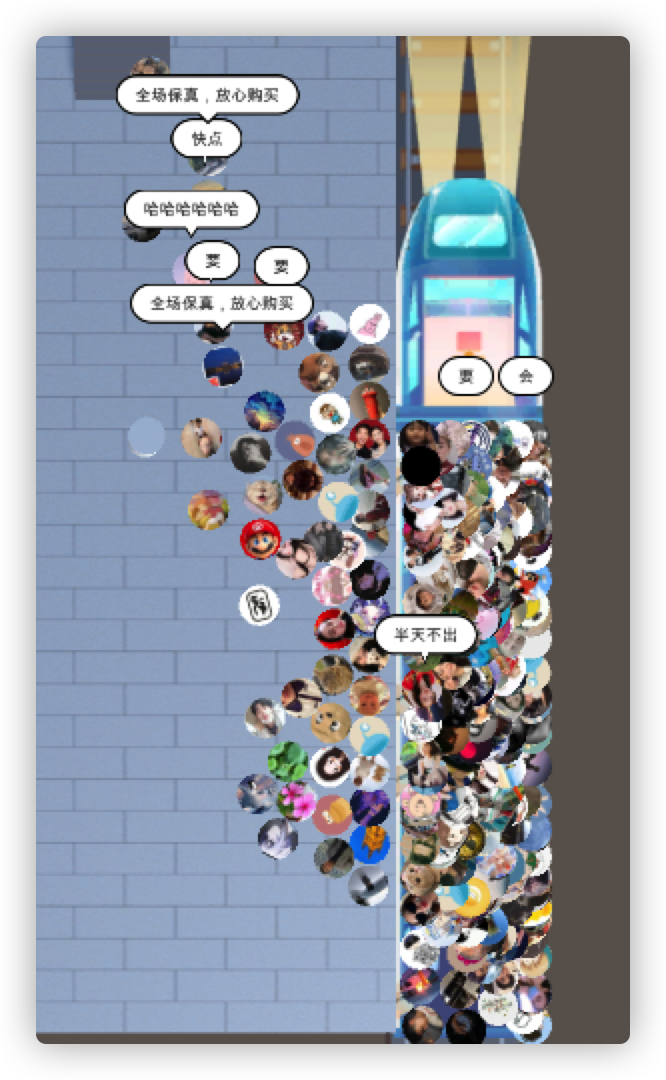 全场保真，放心购买
快点
哈哈哈哈哈哈
要
要
全场保真，放心购买
要
会
半天不出